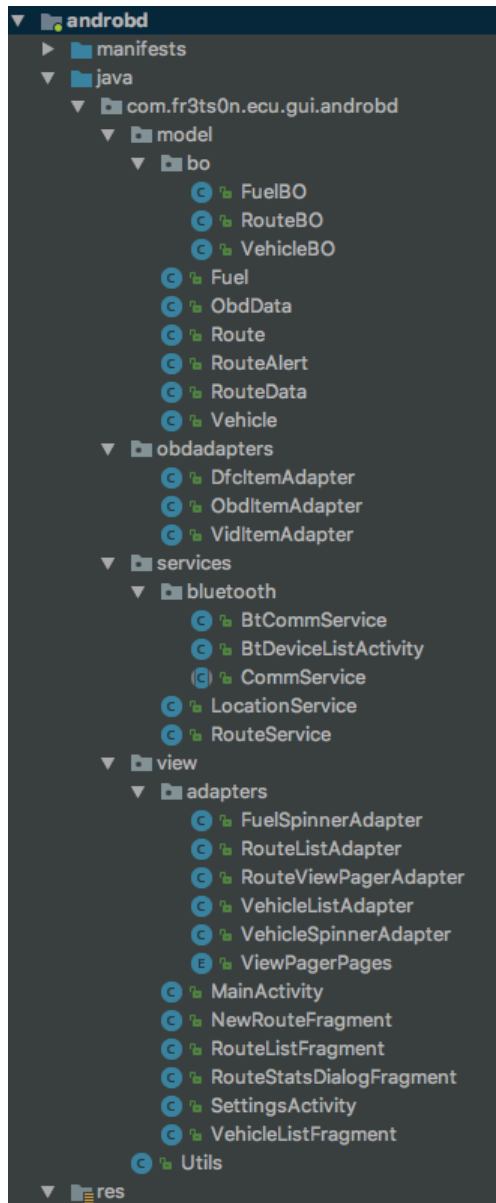 androbd
manifests
java
com.fr3ts0n.ecu.gui.androbd
model
bo
C FuelBO
C RouteBO
C VehicleBO
C Fuel
C ObdData
C Route
C RouteAlert
C RouteData
C Vehicle
obdadapters
C DfcItemAdapter
C ObdItemAdapter
C VidItemAdapter
services
bluetooth
C BtCommService
C BtDeviceListActivity
C CommService
C LocationService
C RouteService
view
adapters
C FuelSpinnerAdapter
C RouteListAdapter
C RouteViewPagerAdapter
C VehicleListAdapter
C VehicleSpinnerAdapter
E ViewPagerPages
C MainActivity
C NewRouteFragment
C RouteListFragment
C RouteStatsDialogFragment
C SettingsActivity
C VehicleListFragment
C Utils
res